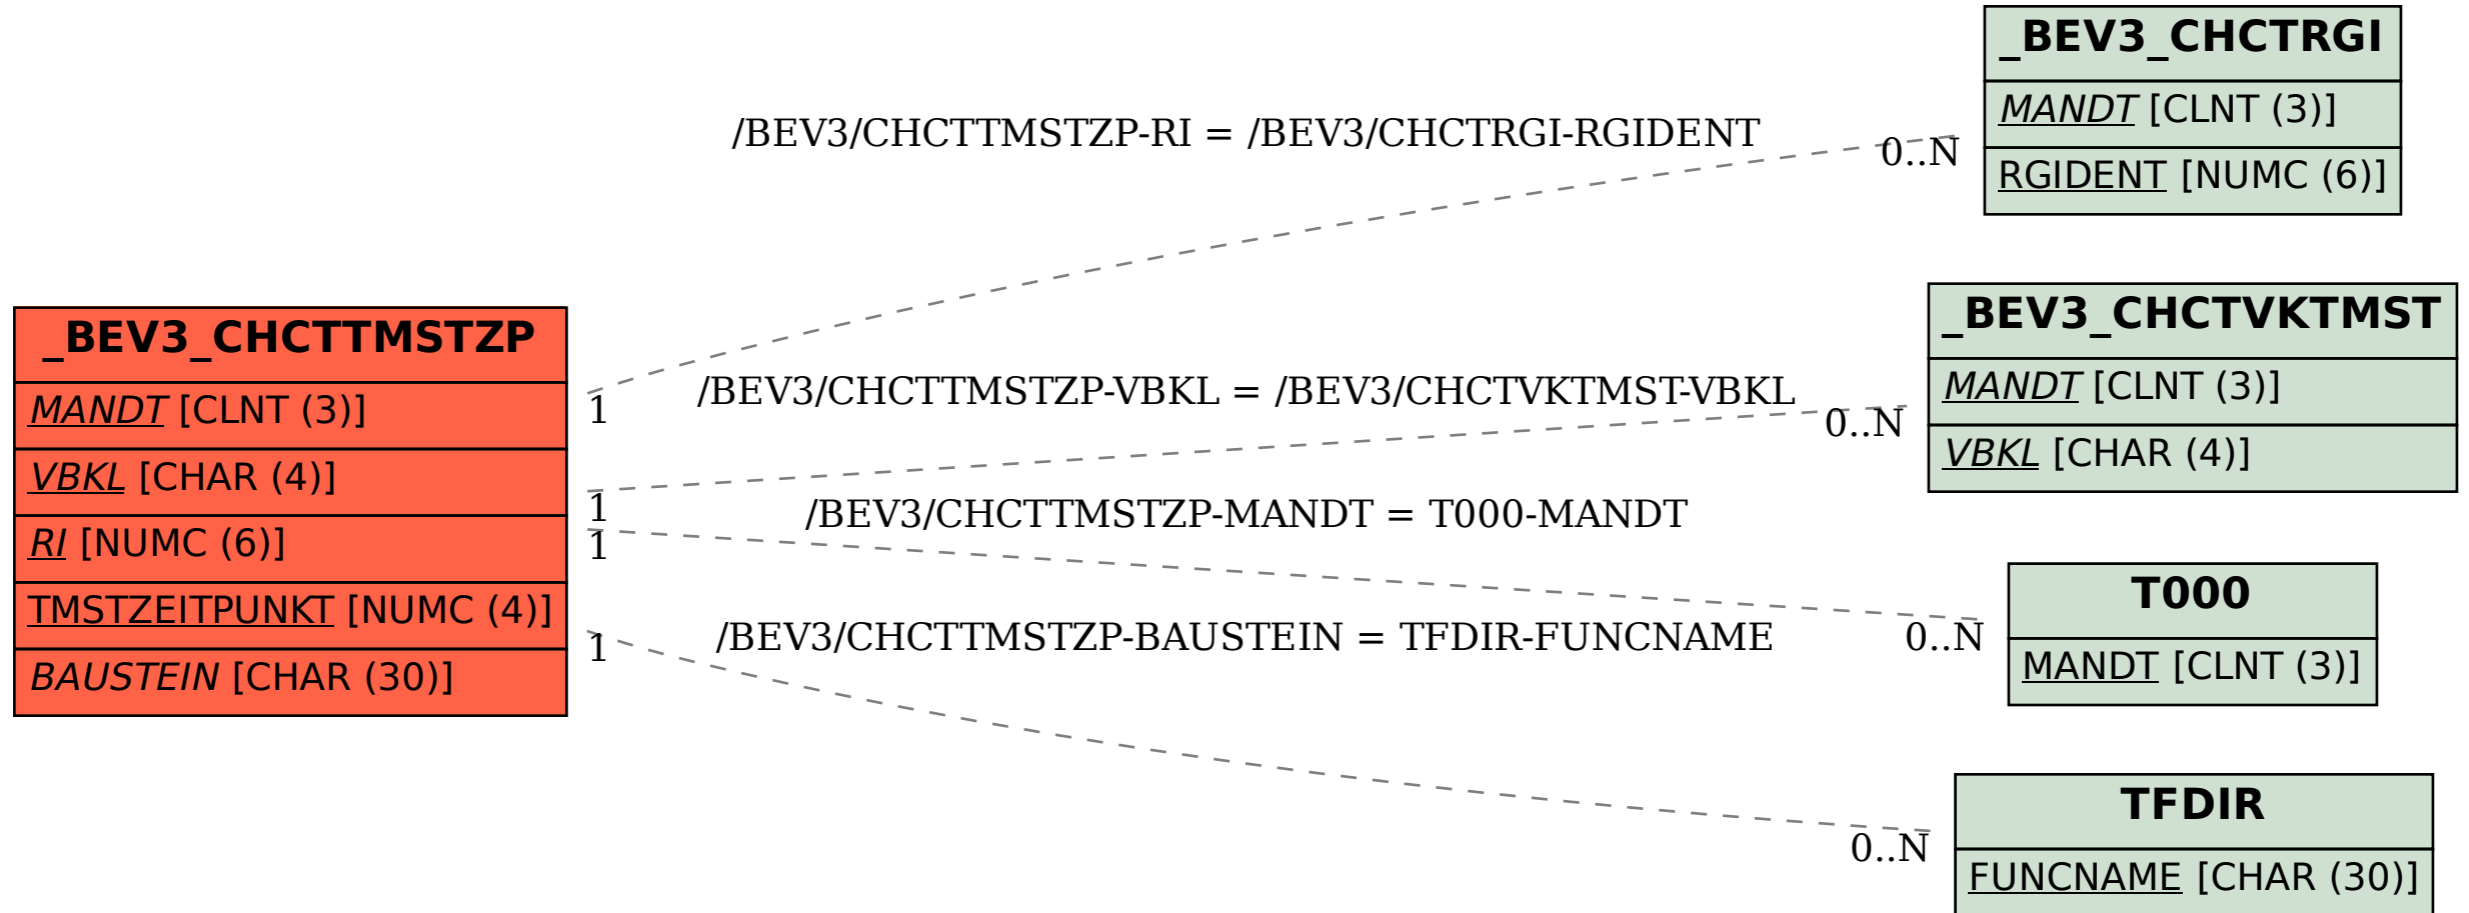 _BEV3_CHCTTMSTZP
MANDT [CLNT (3)]
VBKL [CHAR (4)]
RI [NUMC (6)]
TMSTZEITPUNKT [NUMC (4)]
BAUSTEIN [CHAR (30)]
/BEV3/CHCTTMSTZP-RI = /BEV3/CHCTRGI-RGIDENT
0..N
1
/BEV3/CHCTTMSTZP-VBKL = /BEV3/CHCTVKTMST-VBKL
0..N
1
/BEV3/CHCTTMSTZP-MANDT = T000-MANDT
0..N
1
/BEV3/CHCTTMSTZP-BAUSTEIN = TFDIR-FUNCNAME
0..N
1
_BEV3_CHCTRGI
MANDT [CLNT (3)]
RGIDENT [NUMC (6)]
_BEV3_CHCTVKTMST
MANDT [CLNT (3)]
VBKL [CHAR (4)]
T000
MANDT [CLNT (3)]
TFDIR
FUNCNAME [CHAR (30)]